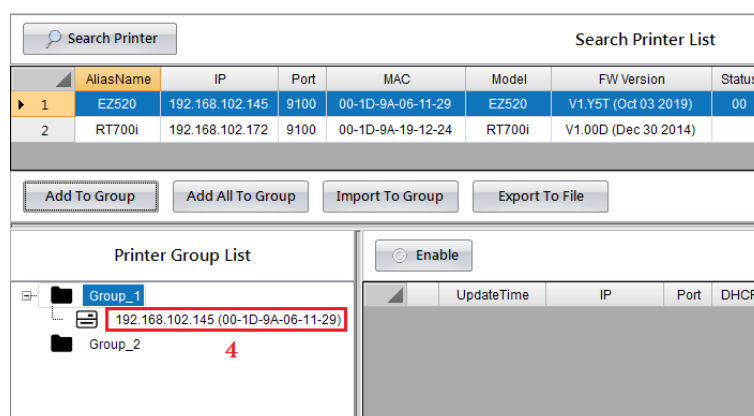 Search Printer
Search Printer List
AliasName IP Port MAC Model FW Version Status
1 EZ520 192.168.102.145 9100 00-1D-9A-06-11-29 EZ520 V1.Y5T (Oct 03 2019) 00
2 RT700i 192.168.102.172 9100 00-1D-9A-19-12-24 RT700i V1.00D (Dec 30 2014)
Add To Group Add All To Group Import To Group Export To File
Printer Group List
Enable
UpdateTime IP Port DHCP
Group_1
192.168.102.145 (00-1D-9A-06-11-29)
Group_2
4